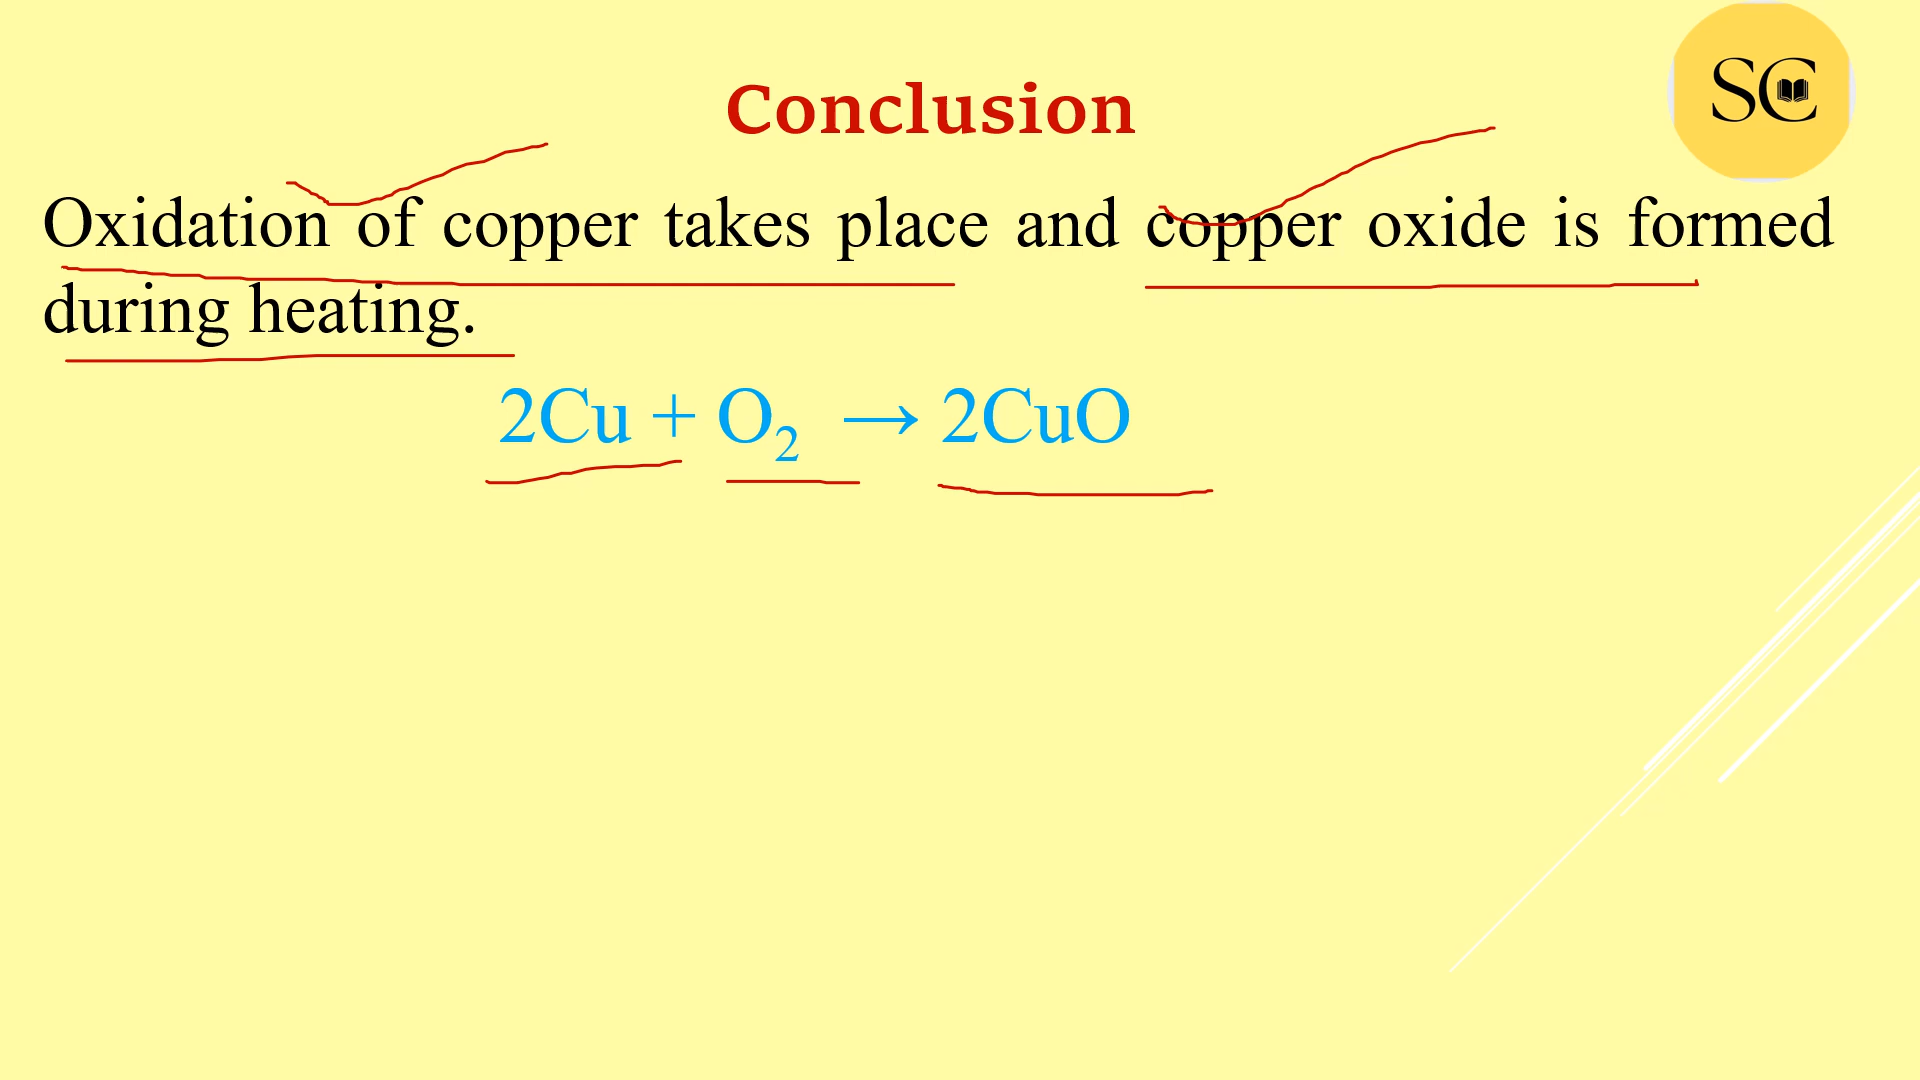 SC
Conclusion
Oxidation of copper takes place and copper oxide is formed
during heating.
2Cu + O₂ → 2CuO